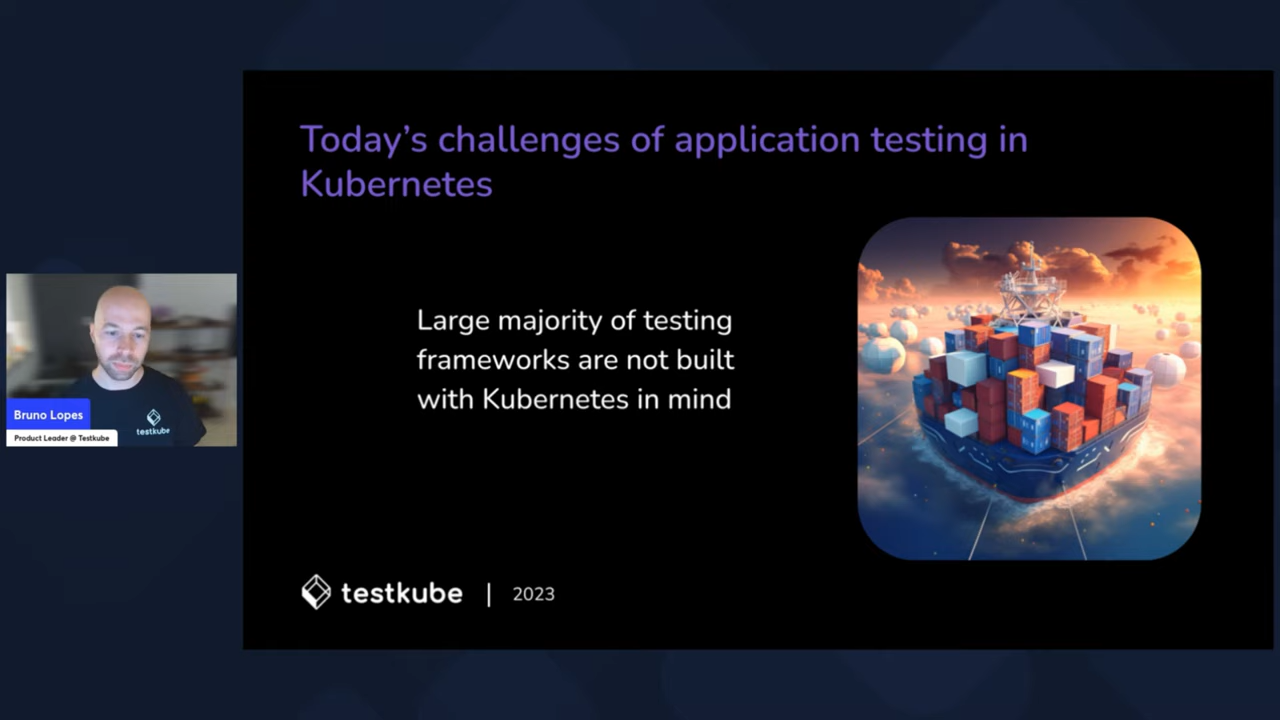 Today's challenges of application testing in
Kubernetes
Large majority of testing
frameworks are not built
with Kubernetes in mind
testkube | 2023
testkube
Bruno Lopes
Product Leader @ Testkube